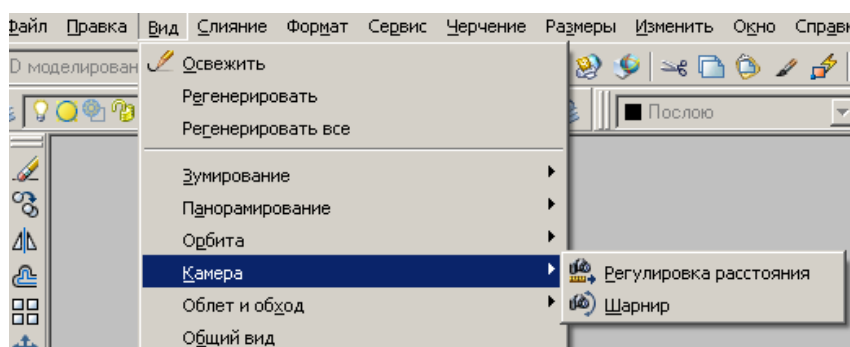 Файл Правка Вид Слияние Формат Сервис Черчение Размеры Изменить Окно
Освежить
Регенерировать
Послою
Регенерировать все
Зумирование
Панорамирование
Орбита
Камера
Регулировка расстояния
Облет и обход
Шарнир
Общий вид